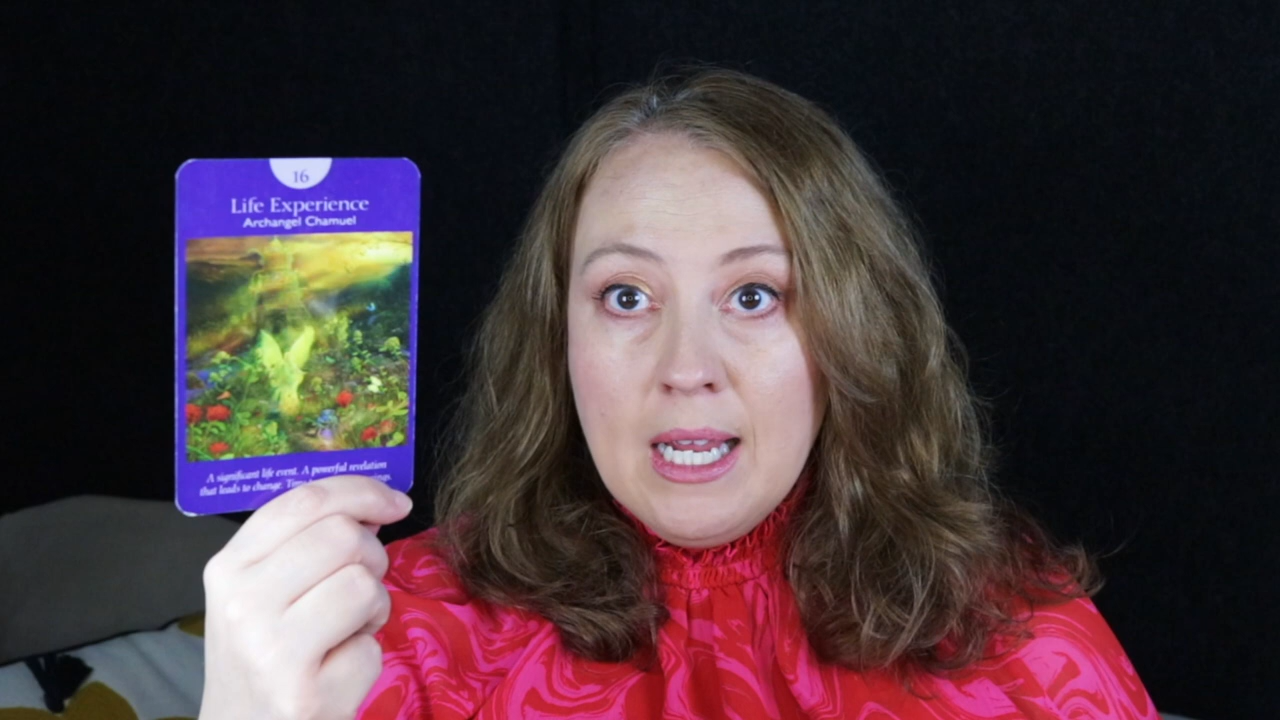 16
Life Experience
Archangel Chamuel
A significant life event. A powerful revelation
that leads to change.